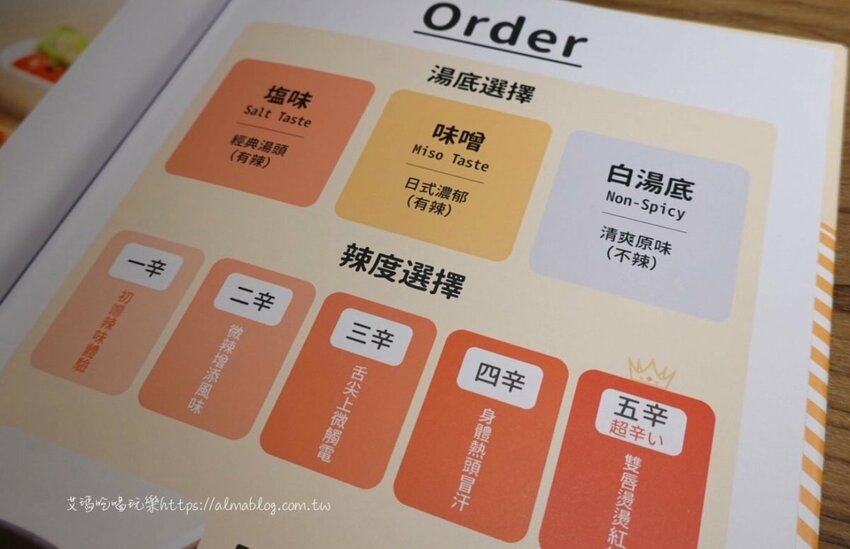 Order
湯底選擇
塩味
Salt Taste
經典湯頭
(有辣)
味噌
Miso Taste
日式濃郁
(有辣)
白湯底
Non-Spicy
清爽原味
(不辣)
辣度選擇
一辛
初嚐辣味體驗
二辛
微辣增添風味
三辛
舌尖上微觸電
四辛
身體熱頭冒汗
五辛
超辛い
雙唇燙燙紅
艾瑪吃喝玩樂https://almablog.com.tw